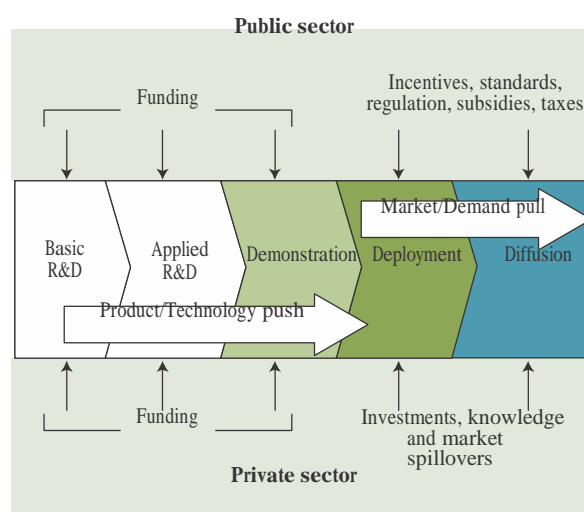 Public sector
Funding
Incentives, standards,
regulation, subsidies, taxes
Market/Demand pull
Basic
R&D
Applied
R&D
Demonstration
Deployment
Diffusion
Product/Technology push
Funding
Investments, knowledge
and market
spillovers
Private sector